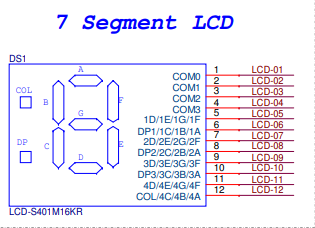 7 Segment LCD
DS1
A
COL
B
F
G
DP
C
E
D
COM0 1 LCD-01
COM1 2 LCD-02
COM2 3 LCD-03
COM3 4 LCD-04
1D/1E/1G/1F 5 LCD-05
DP1/1C/1B/1A 6 LCD-06
2D/2E/2G/2F 7 LCD-07
DP2/2C/2B/2A 8 LCD-08
3D/3E/3G/3F 9 LCD-09
DP3/3C/3B/3A 10 LCD-10
4D/4E/4G/4F 11 LCD-11
COL/4C/4B/4A 12 LCD-12
LCD-S401M16KR